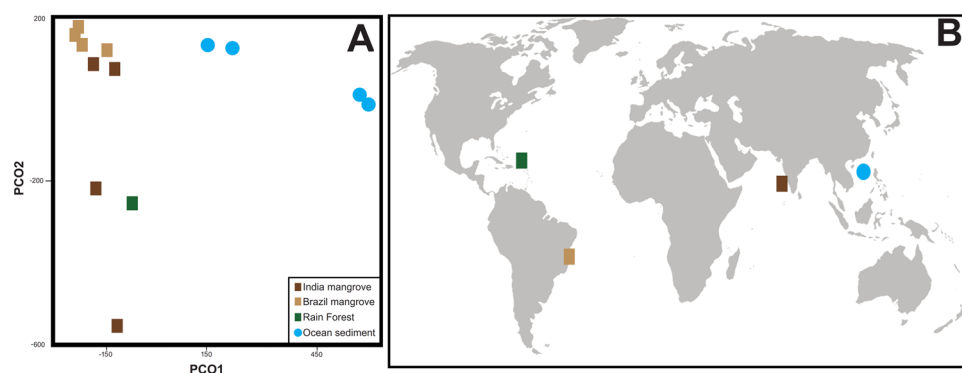 A
B
200
-200
-600
PCO2
-150
150
450
PCO1
India mangrove
Brazil mangrove
Rain Forest
Ocean sediment